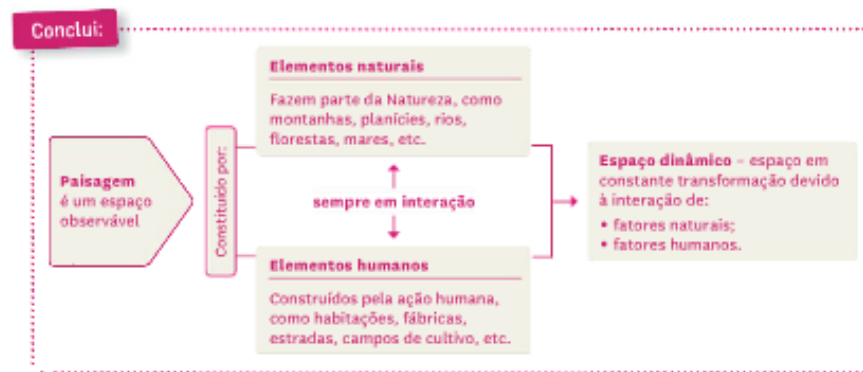 Conclui:
Paisagem
é um espaço
observável
Constituído por:
Elementos naturais
Fazem parte da Natureza, como
montanhas, planícies, rios,
florestas, mares, etc.
sempre em interação
Elementos humanos
Construídos pela ação humana,
como habitações, fábricas,
estradas, campos de cultivo, etc.
Espaço dinâmico – espaço em
constante transformação devido
à interação de:
• fatores naturais;
• fatores humanos.